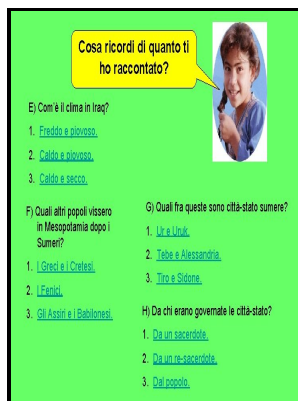 Cosa ricordi di quanto ti
ho raccontato?
E) Com'è il clima in Iraq?
1. Freddo e piovoso.
2. Caldo e piovoso.
3. Caldo e secco.
F) Quali altri popoli vissero
in Mesopotamia dopo i
Sumeri?
1. I Greci e i Cretesi.
2. I Fenici.
3. Gli Assiri e i Babilonesi.
G) Quali fra queste sono città-stato sumere?
1. Ur e Uruk.
2. Tebe e Alessandria.
3. Tiro e Sidone.
H) Da chi erano governate le città-stato?
1. Da un sacerdote.
2. Da un re-sacerdote.
3. Dal popolo.